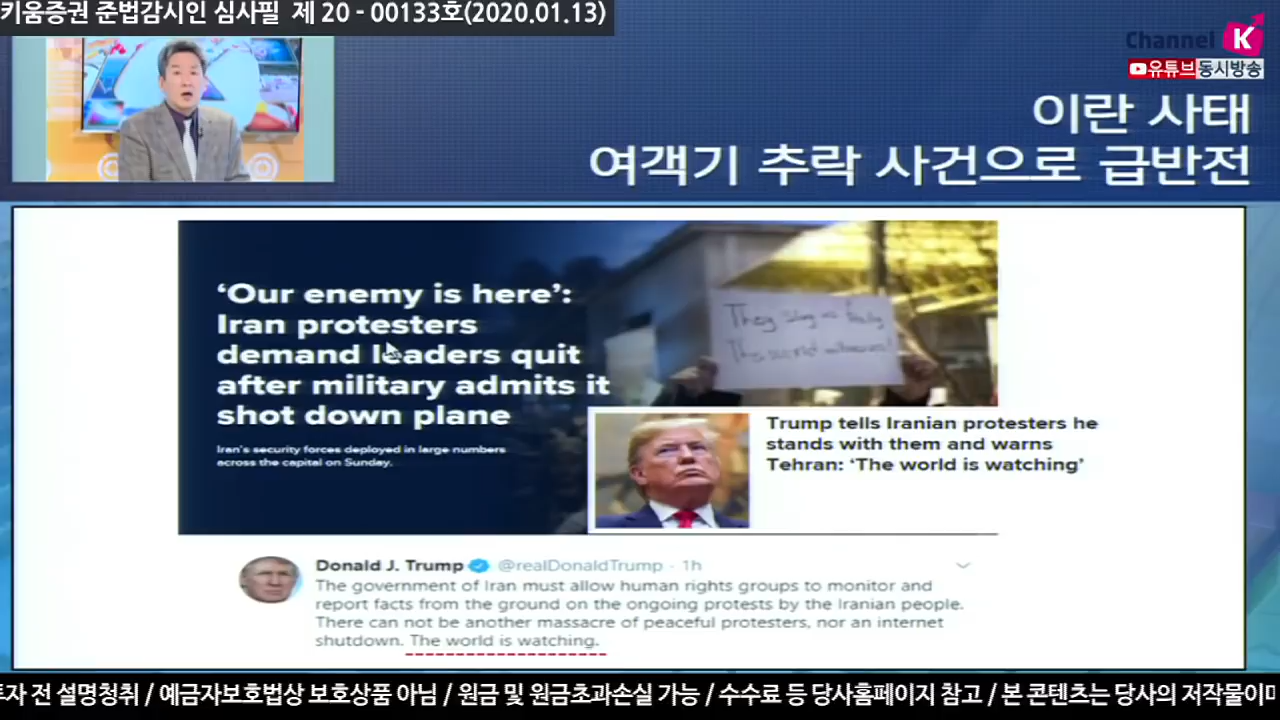 키움증권 준법감시인 심사필 제 20 - 00133호(2020.01.13)
Channel K
유튜브 동시방송
이란 사태
여객기 추락 사건으로 급반전
‘Our enemy is here’:
Iran protesters
demand leaders quit
after military admits it
shot down plane
Iran's security forces deployed in large numbers
across the capital on Sunday.
They
The world
Trump tells Iranian protesters he
stands with them and warns
Tehran: ‘The world is watching’
Donald J. Trump @realDonaldTrump · 1h
The government of Iran must allow human rights groups to monitor and
report facts from the ground on the ongoing protests by the Iranian people.
There can not be another massacre of peaceful protesters, nor an internet
shutdown. The world is watching.
투자 전 설명청취 / 예금자보호법상 보호상품 아님 / 원금 및 원금초과손실 가능 / 수수료 등 당사홈페이지 참고 / 본 콘텐츠는 당사의 저작물이며